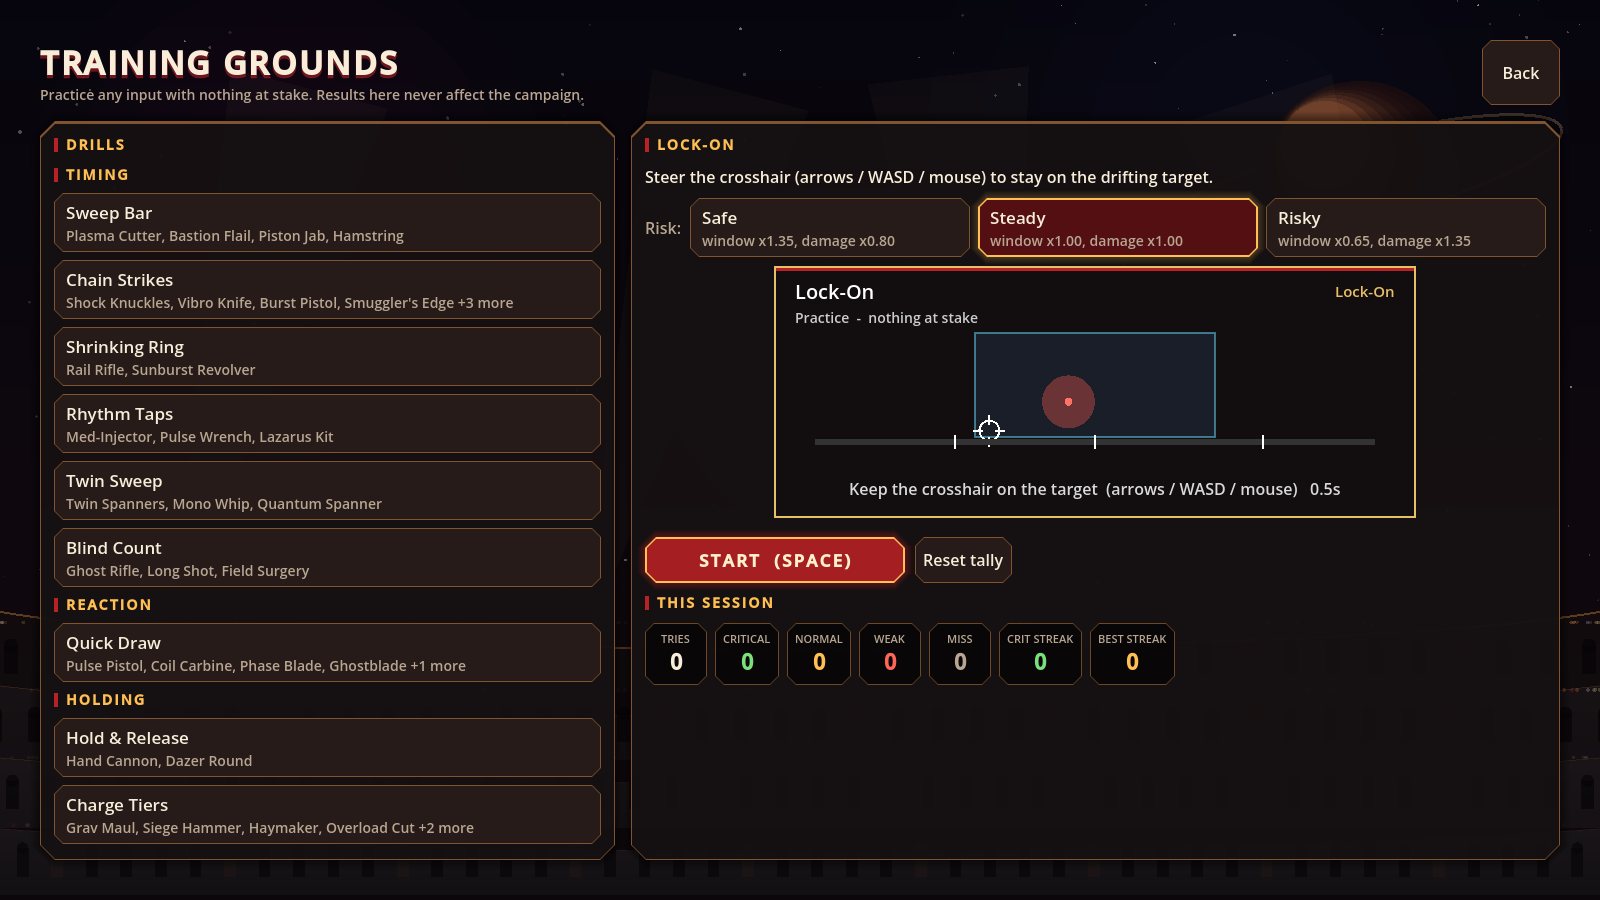 TRAINING GROUNDS
Practice any input with nothing at stake. Results here never affect the campaign.
Back
DRILLS
TIMING
Sweep Bar
Plasma Cutter, Bastion Flail, Piston Jab, Hamstring
Chain Strikes
Shock Knuckles, Vibro Knife, Burst Pistol, Smuggler's Edge +3 more
Shrinking Ring
Rail Rifle, Sunburst Revolver
Rhythm Taps
Med-Injector, Pulse Wrench, Lazarus Kit
Twin Sweep
Twin Spanners, Mono Whip, Quantum Spanner
Blind Count
Ghost Rifle, Long Shot, Field Surgery
REACTION
Quick Draw
Pulse Pistol, Coil Carbine, Phase Blade, Ghostblade +1 more
HOLDING
Hold & Release
Hand Cannon, Dazer Round
Charge Tiers
Grav Maul, Siege Hammer, Haymaker, Overload Cut +2 more
LOCK-ON
Steer the crosshair (arrows / WASD / mouse) to stay on the drifting target.
Risk:
Safe
window x1.35, damage x0.80
Steady
window x1.00, damage x1.00
Risky
window x0.65, damage x1.35
Lock-On
Lock-On
Practice - nothing at stake
Keep the crosshair on the target (arrows / WASD / mouse) 0.5s
START (SPACE)
Reset tally
THIS SESSION
TRIES
0
CRITICAL
0
NORMAL
0
WEAK
0
MISS
0
CRIT STREAK
0
BEST STREAK
0